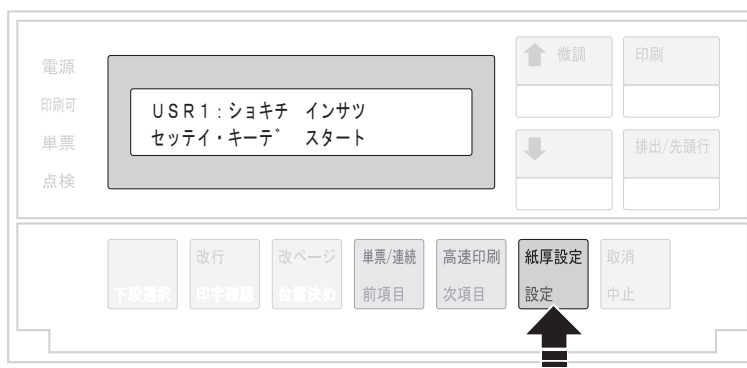 電源
印刷可
単票
点検
USR1:ショキチ インサツ
セッテイ・キーデ スタート
微調
印刷
排出/先頭行
下段選択
改行
印字確認
改ページ
位置決め
単票/連続
前項目
高速印刷
次項目
紙厚設定
設定
取消
中止